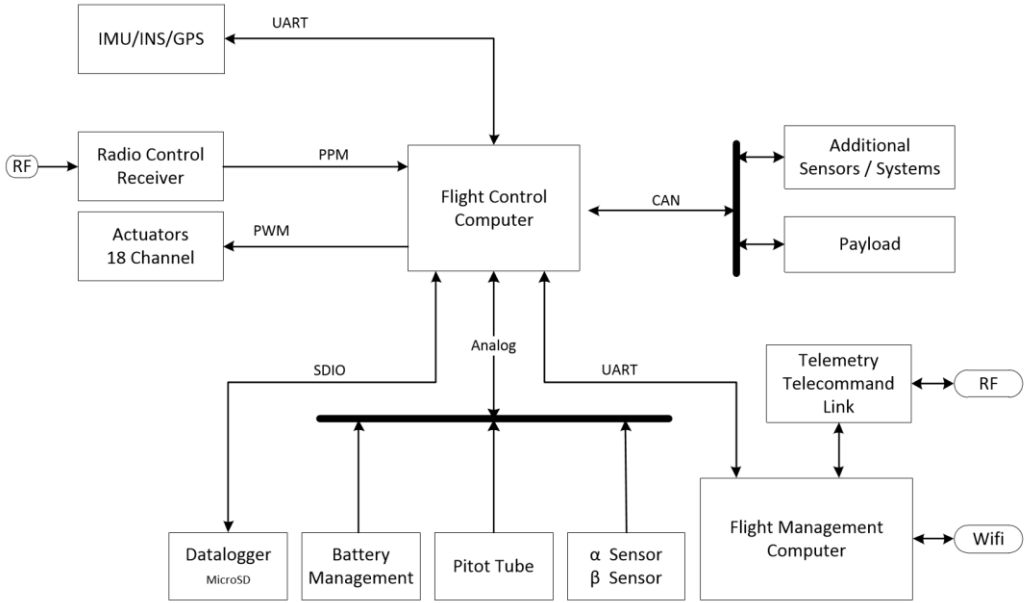 IMU/INS/GPS
UART
RF
Radio Control
Receiver
PPM
Actuators
18 Channel
PWM
Flight Control
Computer
CAN
Additional
Sensors / Systems
Payload
SDIO
Analog
UART
Telemetry
Telecommand
Link
RF
Datalogger
MicroSD
Battery
Management
Pitot Tube
α Sensor
β Sensor
Flight Management
Computer
Wifi